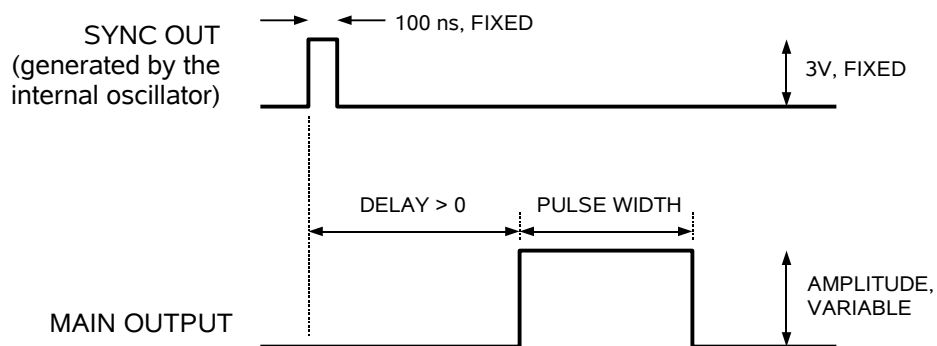 SYNC OUT
(generated by the
internal oscillator)
100 ns, FIXED
3V, FIXED
DELAY > 0
PULSE WIDTH
AMPLITUDE,
VARIABLE
MAIN OUTPUT